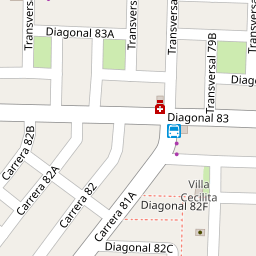 Diagonal 83A
Transversal 79B
Transversal
Transvers
Diagonal 83
Carrera 82B
Carrera 82A
Carrera 82
Carrera 81A
Villa
Cecilita
Diagonal 82F
Diagonal 82C